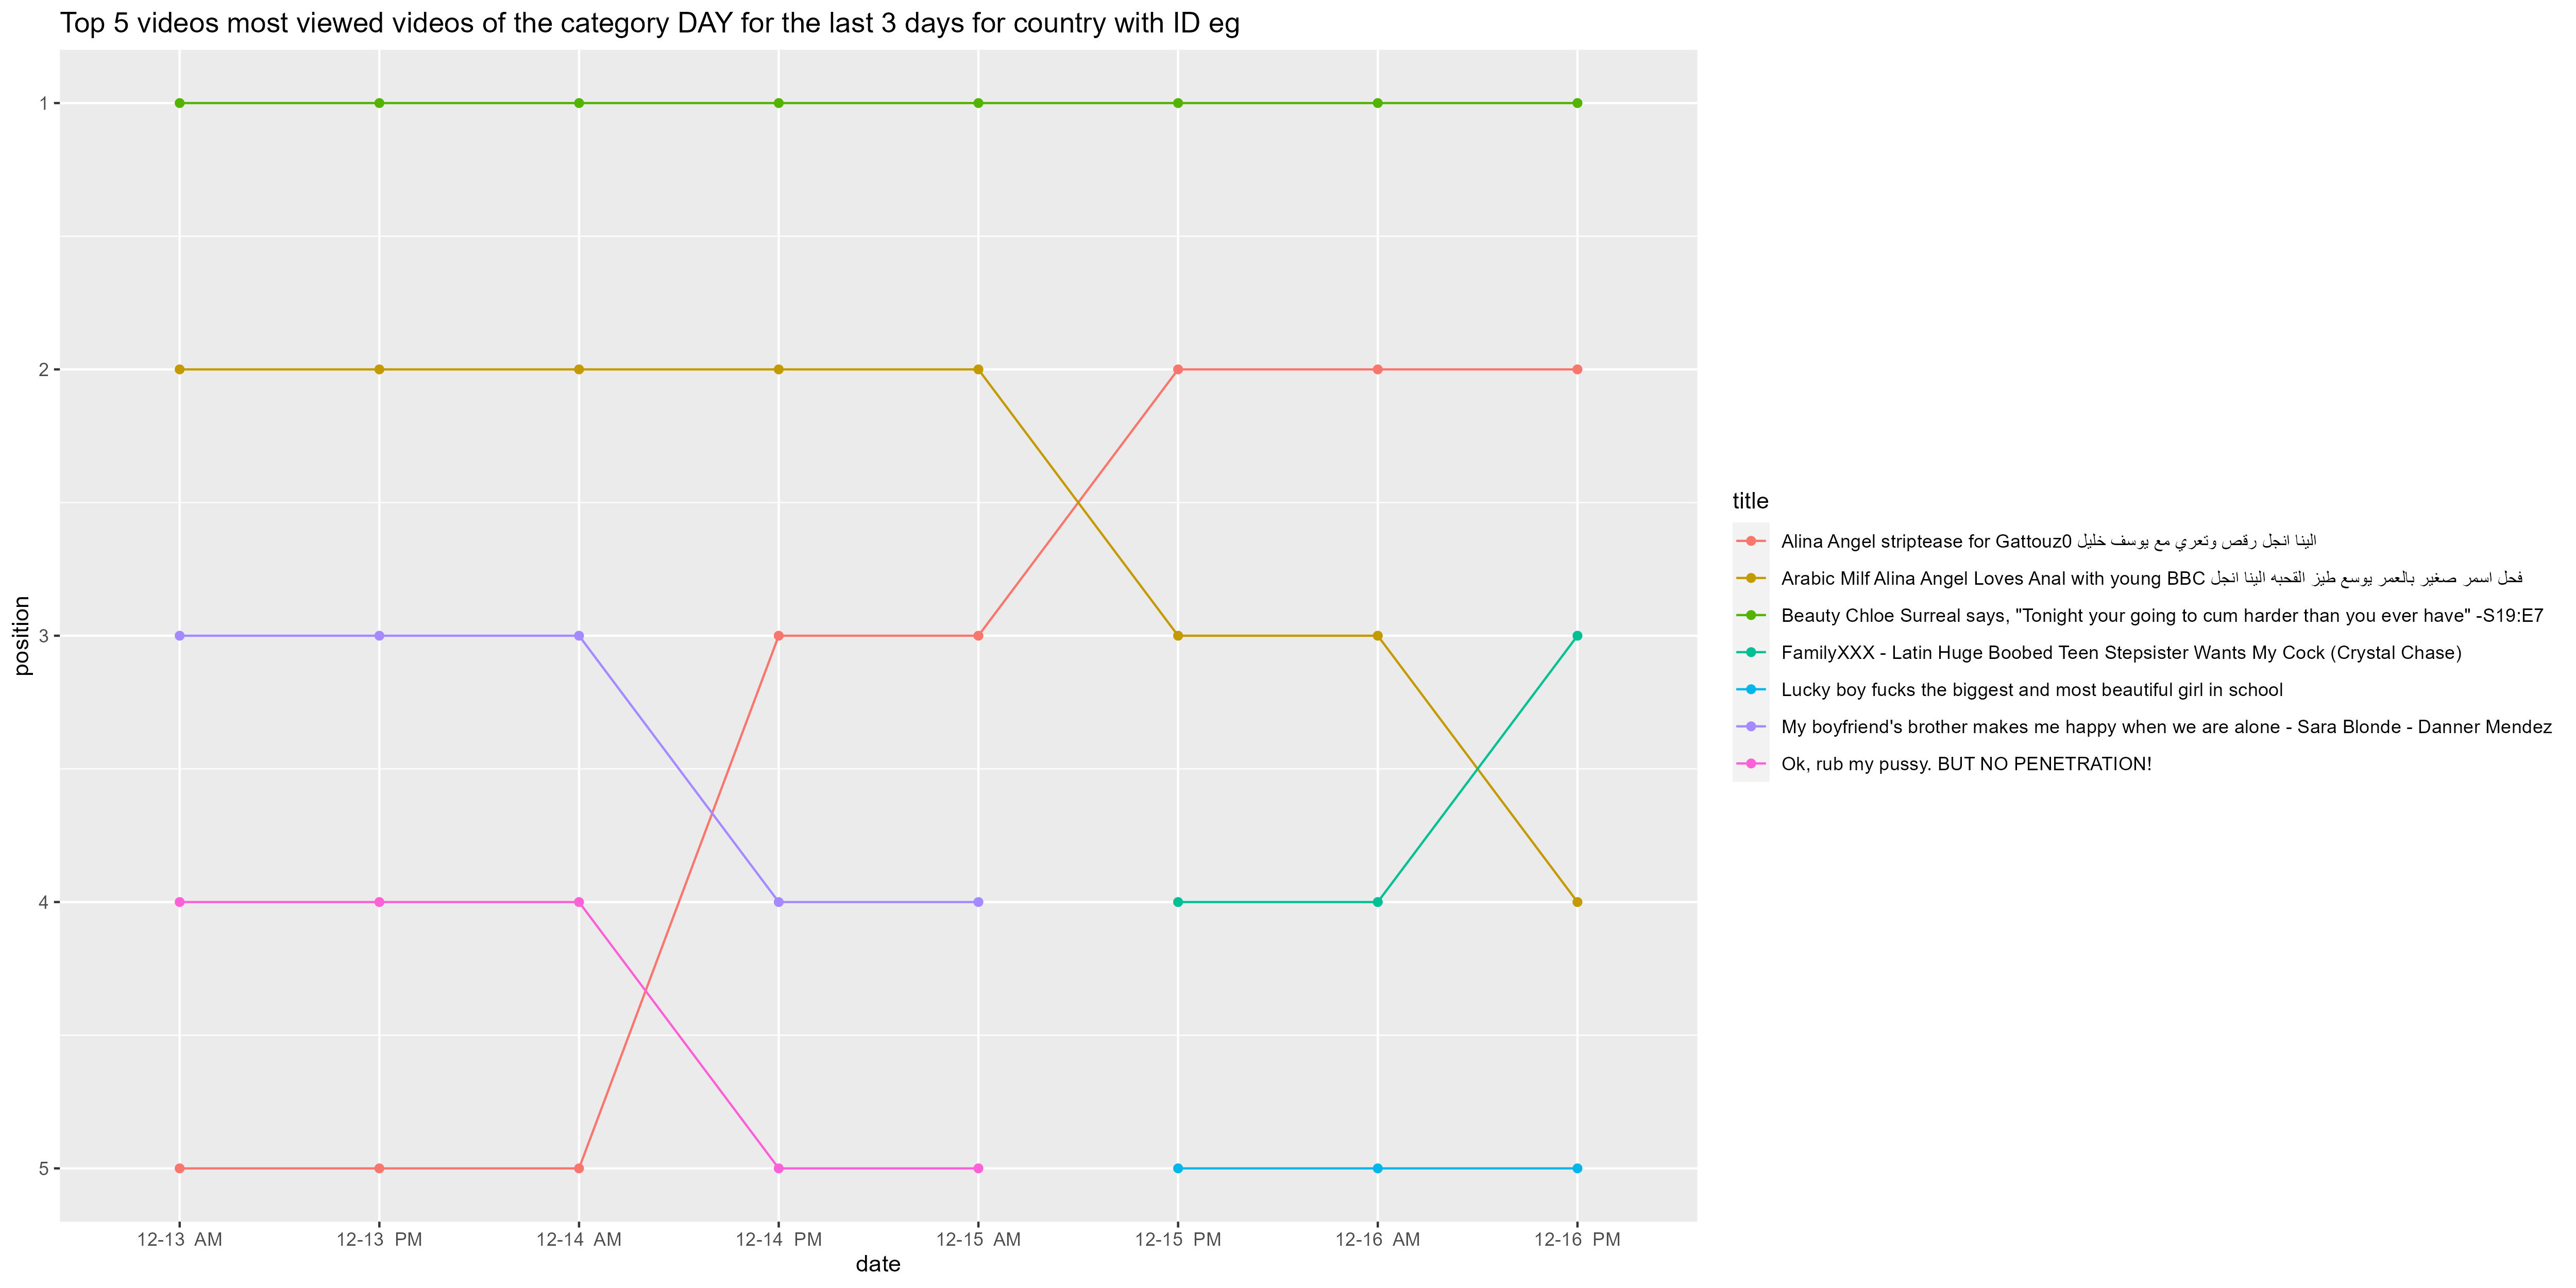 Top 5 videos most viewed videos of the category DAY for the last 3 days for country with ID eg
position
1
2
3
4
5
12-13 AM
12-13 PM
12-14 AM
12-14 PM
12-15 AM
12-15 PM
12-16 AM
12-16 PM
date
title
Alina Angel striptease for Gattouz0 الينا انجل رقص وتعري مع يوسف خليل
Arabic Milf Alina Angel Loves Anal with young BBC فحل اسمر صغير بالعمر يوسع طيز القحبه الينا انجل
Beauty Chloe Surreal says, "Tonight your going to cum harder than you ever have" -S19:E7
FamilyXXX - Latin Huge Boobed Teen Stepsister Wants My Cock (Crystal Chase)
Lucky boy fucks the biggest and most beautiful girl in school
My boyfriend's brother makes me happy when we are alone - Sara Blonde - Danner Mendez
Ok, rub my pussy. BUT NO PENETRATION!